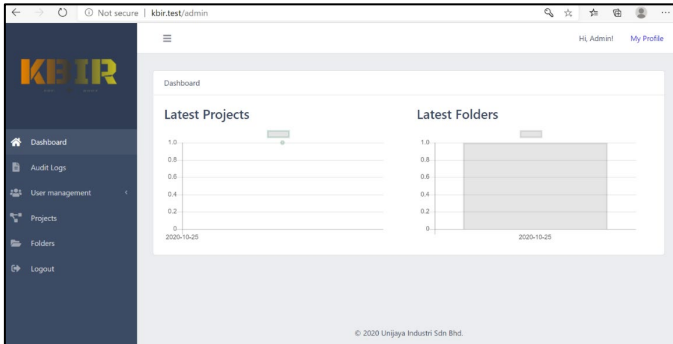 Not secure | kbir.test/admin
Hi, Admin! My Profile
KBIR
Dashboard
Latest Projects
Latest Folders
1.0
0.8
0.6
0.4
0.2
0
2020-10-25
1.0
0.8
0.6
0.4
0.2
0
2020-10-25
Dashboard
Audit Logs
User management
Projects
Folders
Logout
© 2020 Unijaya Industri Sdn Bhd.